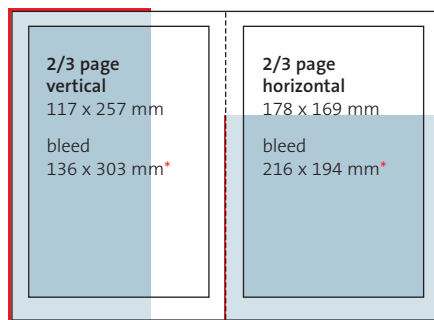 2/3 page
vertical
117 x 257 mm
bleed
136 x 303 mm*
2/3 page
horizontal
178 x 169 mm
bleed
216 x 194 mm*